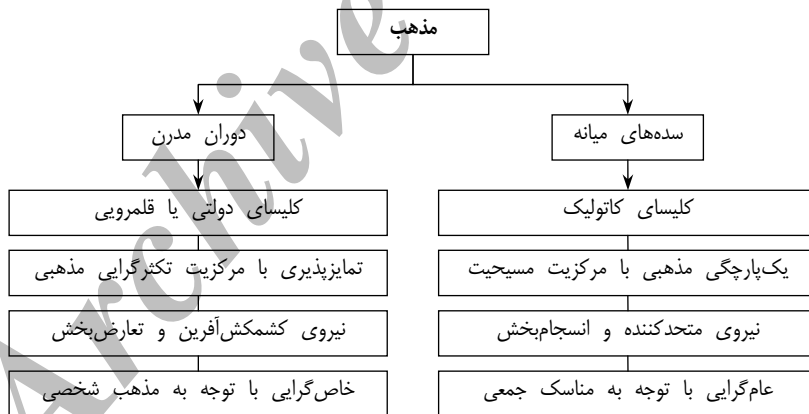 مذهب
سده‌های میانه
دوران مدرن
کلیسای کاتولیک
کلیسای دولتی یا قلمرویی
یک‌پارچگی مذهبی با مرکزیت مسیحیت
تمایزپذیری با مرکزیت تکثرگرایی مذهبی
نیروی متحدکننده و انسجام‌بخش
نیروی کشمکش‌آفرین و تعارض‌بخش
عام‌گرایی با توجه به مناسک جمعی
خاص‌گرایی با توجه به مذهب شخصی
Archive